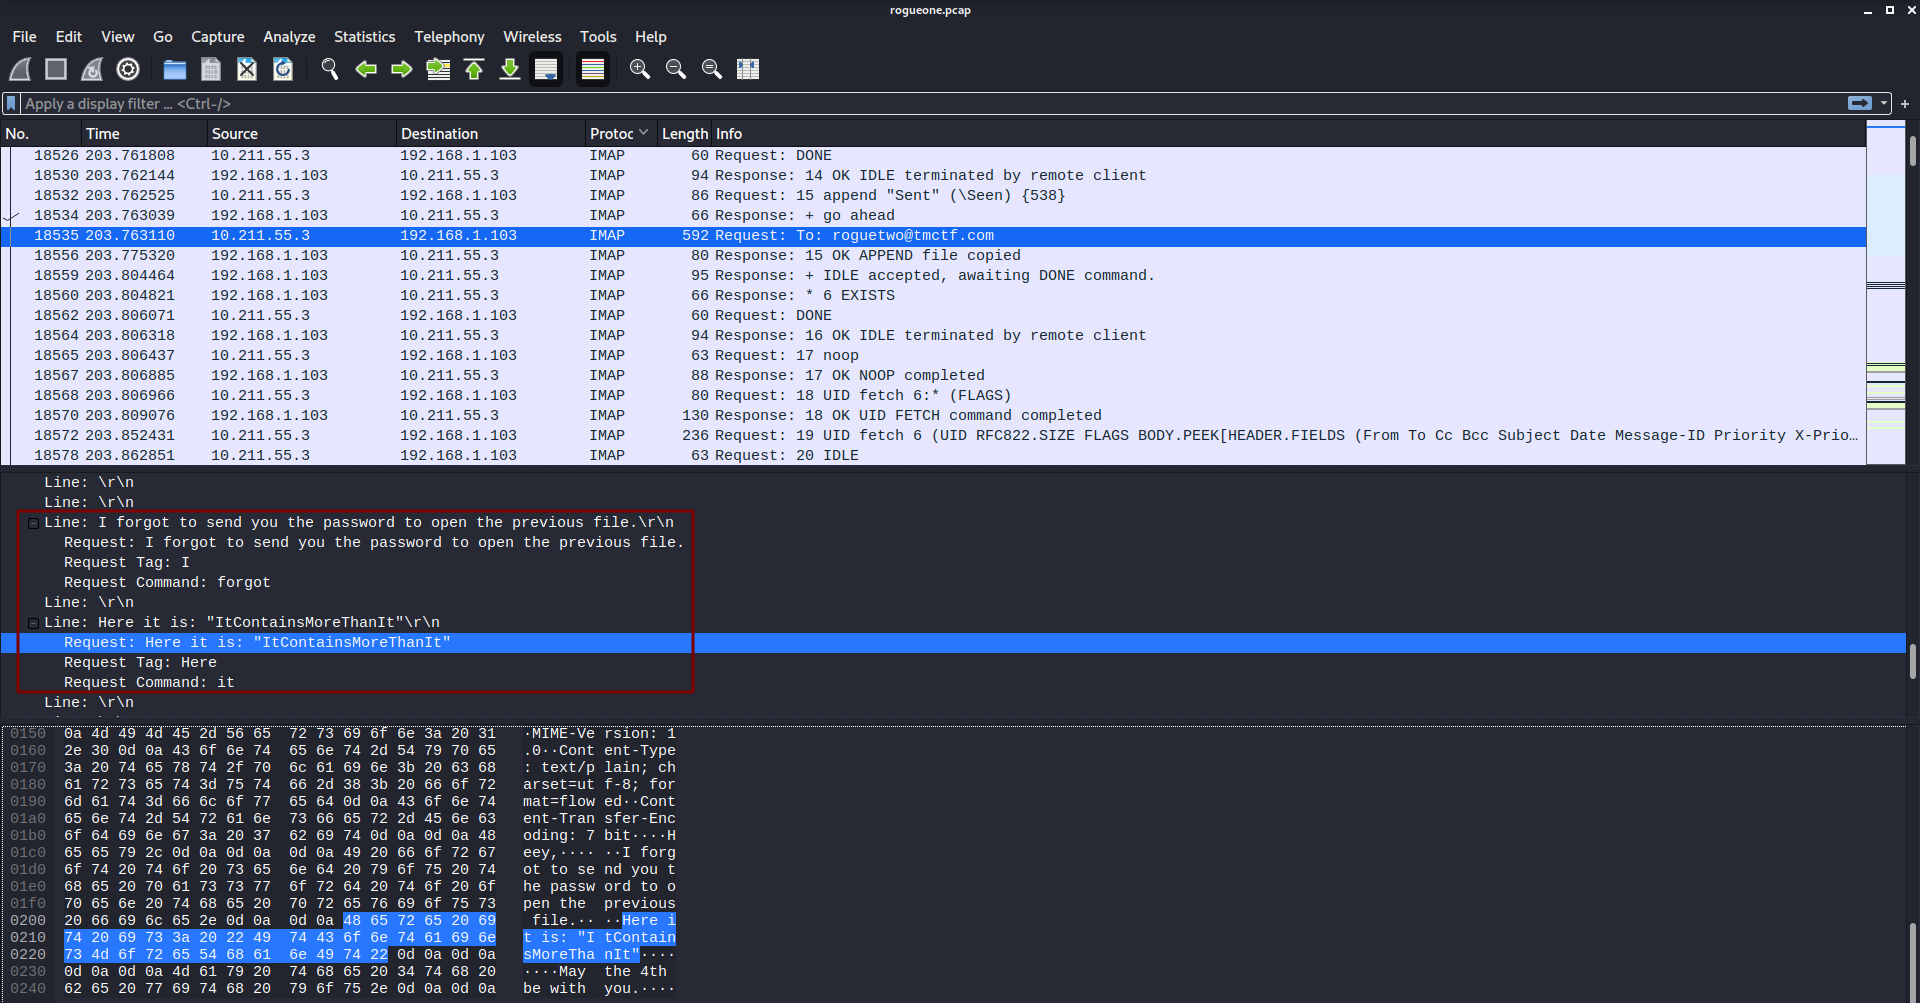 rogueone.pcap
File Edit View Go Capture Analyze Statistics Telephony Wireless Tools Help
Apply a display filter … <Ctrl-/>
No. Time Source Destination Protoc Length Info
18526 203.761808 10.211.55.3 192.168.1.103 IMAP 60 Request: DONE
18530 203.762144 192.168.1.103 10.211.55.3 IMAP 94 Response: 14 OK IDLE terminated by remote client
18532 203.762525 10.211.55.3 192.168.1.103 IMAP 86 Request: 15 append "Sent" (\Seen) {538}
18534 203.763039 192.168.1.103 10.211.55.3 IMAP 66 Response: + go ahead
18535 203.763110 10.211.55.3 192.168.1.103 IMAP 592 Request: To: roguetwo@tmctf.com
18556 203.775320 192.168.1.103 10.211.55.3 IMAP 80 Response: 15 OK APPEND file copied
18559 203.804464 192.168.1.103 10.211.55.3 IMAP 95 Response: + IDLE accepted, awaiting DONE command.
18560 203.804821 192.168.1.103 10.211.55.3 IMAP 66 Response: * 6 EXISTS
18562 203.806071 10.211.55.3 192.168.1.103 IMAP 60 Request: DONE
18564 203.806318 192.168.1.103 10.211.55.3 IMAP 94 Response: 16 OK IDLE terminated by remote client
18565 203.806437 10.211.55.3 192.168.1.103 IMAP 63 Request: 17 noop
18567 203.806885 192.168.1.103 10.211.55.3 IMAP 88 Response: 17 OK NOOP completed
18568 203.806966 10.211.55.3 192.168.1.103 IMAP 80 Request: 18 UID fetch 6:* (FLAGS)
18570 203.809076 192.168.1.103 10.211.55.3 IMAP 130 Response: 18 OK UID FETCH command completed
18572 203.852431 10.211.55.3 192.168.1.103 IMAP 236 Request: 19 UID fetch 6 (UID RFC822.SIZE FLAGS BODY.PEEK[HEADER.FIELDS (From To Cc Bcc Subject Date Message-ID Priority X-Prio…
18578 203.862851 10.211.55.3 192.168.1.103 IMAP 63 Request: 20 IDLE
Line: \r\n
Line: \r\n
Line: I forgot to send you the password to open the previous file.\r\n
Request: I forgot to send you the password to open the previous file.
Request Tag: I
Request Command: forgot
Line: \r\n
Line: Here it is: "ItContainsMoreThanIt"\r\n
Request: Here it is: "ItContainsMoreThanIt"
Request Tag: Here
Request Command: it
Line: \r\n
0150 0a 4d 49 4d 45 2d 56 65 72 73 69 6f 6e 3a 20 31 ·MIME-Ve rsion: 1
0160 2e 30 0d 0a 43 6f 6e 74 65 6e 74 2d 54 79 70 65 .0··Cont ent-Type
0170 3a 20 74 65 78 74 2f 70 6c 61 69 6e 3b 20 63 68 : text/p lain; ch
0180 61 72 73 65 74 3d 75 74 66 2d 38 3b 20 66 6f 72 arset=ut f-8; for
0190 6d 61 74 3d 66 6c 6f 77 65 64 0d 0a 43 6f 6e 74 mat=flow ed··Cont
01a0 65 6e 74 2d 54 72 61 6e 73 66 65 72 2d 45 6e 63 ent-Tran sfer-Enc
01b0 6f 64 69 6e 67 3a 20 37 62 69 74 0d 0a 0d 0a 48 oding: 7 bit····H
01c0 65 65 79 2c 0d 0a 0d 0a 0d 0a 49 20 66 6f 72 67 eey,···· ··I forg
01d0 6f 74 20 74 6f 20 73 65 6e 64 20 79 6f 75 20 74 ot to se nd you t
01e0 68 65 20 70 61 73 73 77 6f 72 64 20 74 6f 20 6f he passw ord to o
01f0 70 65 6e 20 74 68 65 20 70 72 65 76 69 6f 75 73 pen the previous
0200 20 66 69 6c 65 2e 0d 0a 0d 0a 48 65 72 65 20 69 file.·· ··Here i
0210 74 20 69 73 3a 20 22 49 74 43 6f 6e 74 61 69 6e t is: "I tContain
0220 73 4d 6f 72 65 54 68 61 6e 49 74 22 0d 0a 0d 0a sMoreTha nIt"····
0230 0d 0a 0d 0a 4d 61 79 20 74 68 65 20 34 74 68 20 ····May the 4th
0240 62 65 20 77 69 74 68 20 79 6f 75 2e 0d 0a 0d 0a be with you.····